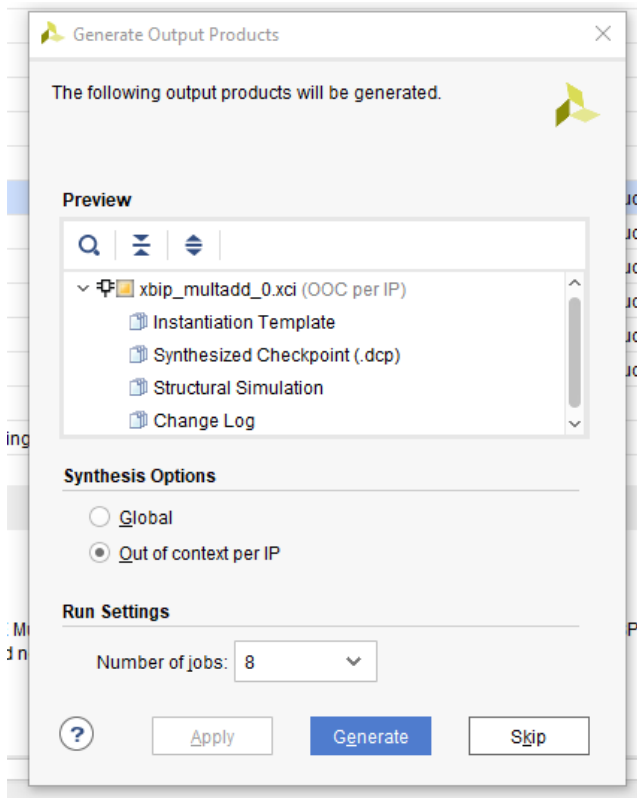 Generate Output Products
The following output products will be generated.
Preview
xbip_multadd_0.xci (OOC per IP)
Instantiation Template
Synthesized Checkpoint (.dcp)
Structural Simulation
Change Log
ing
Synthesis Options
Global
Out of context per IP
Run Settings
Number of jobs: 8
? Apply Generate Skip